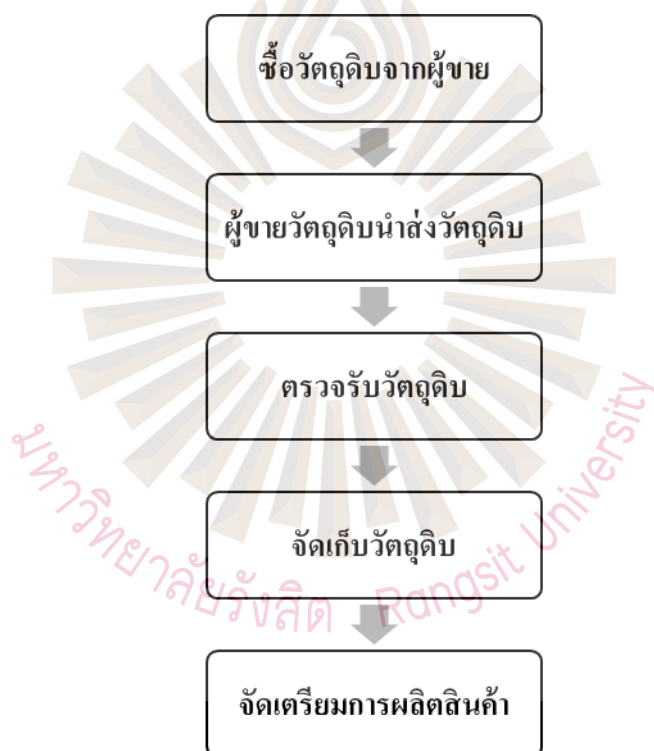 ซื้อวัตถุดิบจากผู้ขาย
ผู้ขายวัตถุดิบนำส่งวัตถุดิบ
ตรวจรับวัตถุดิบ
จัดเก็บวัตถุดิบ
มหาวิทยาลัยรังสิต Rangsit University
จัดเตรียมการผลิตสินค้า